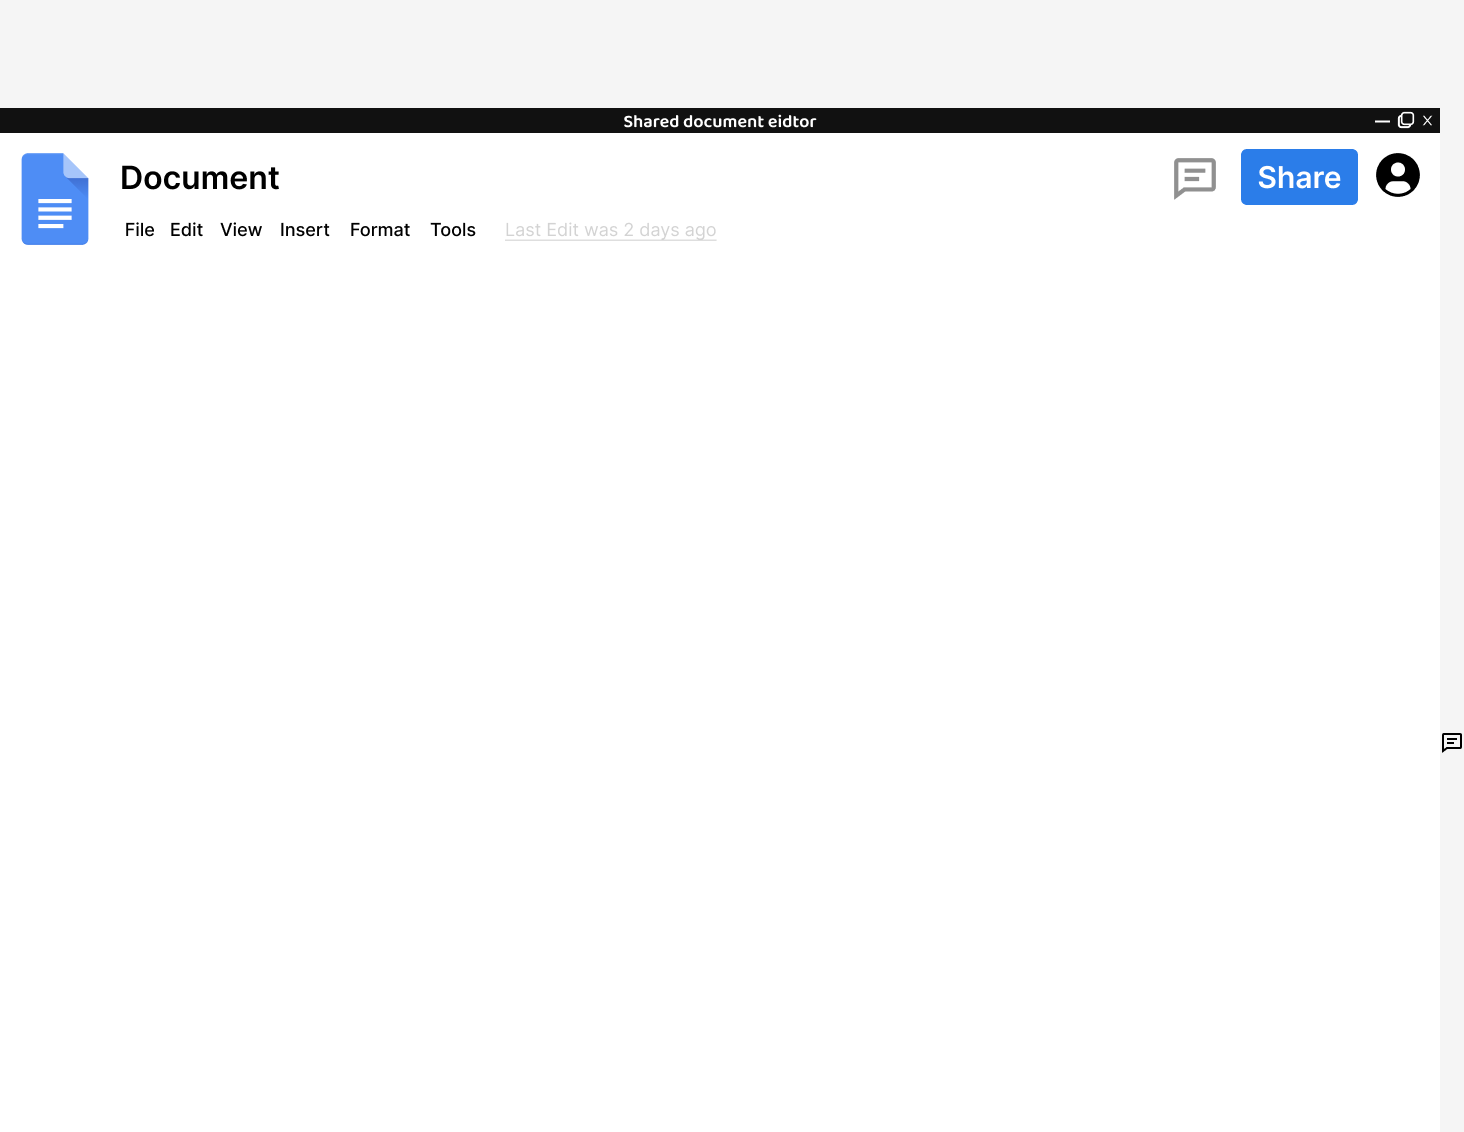 Shared document eidtor
Document
Share
File Edit View Insert Format Tools Last Edit was 2 days ago